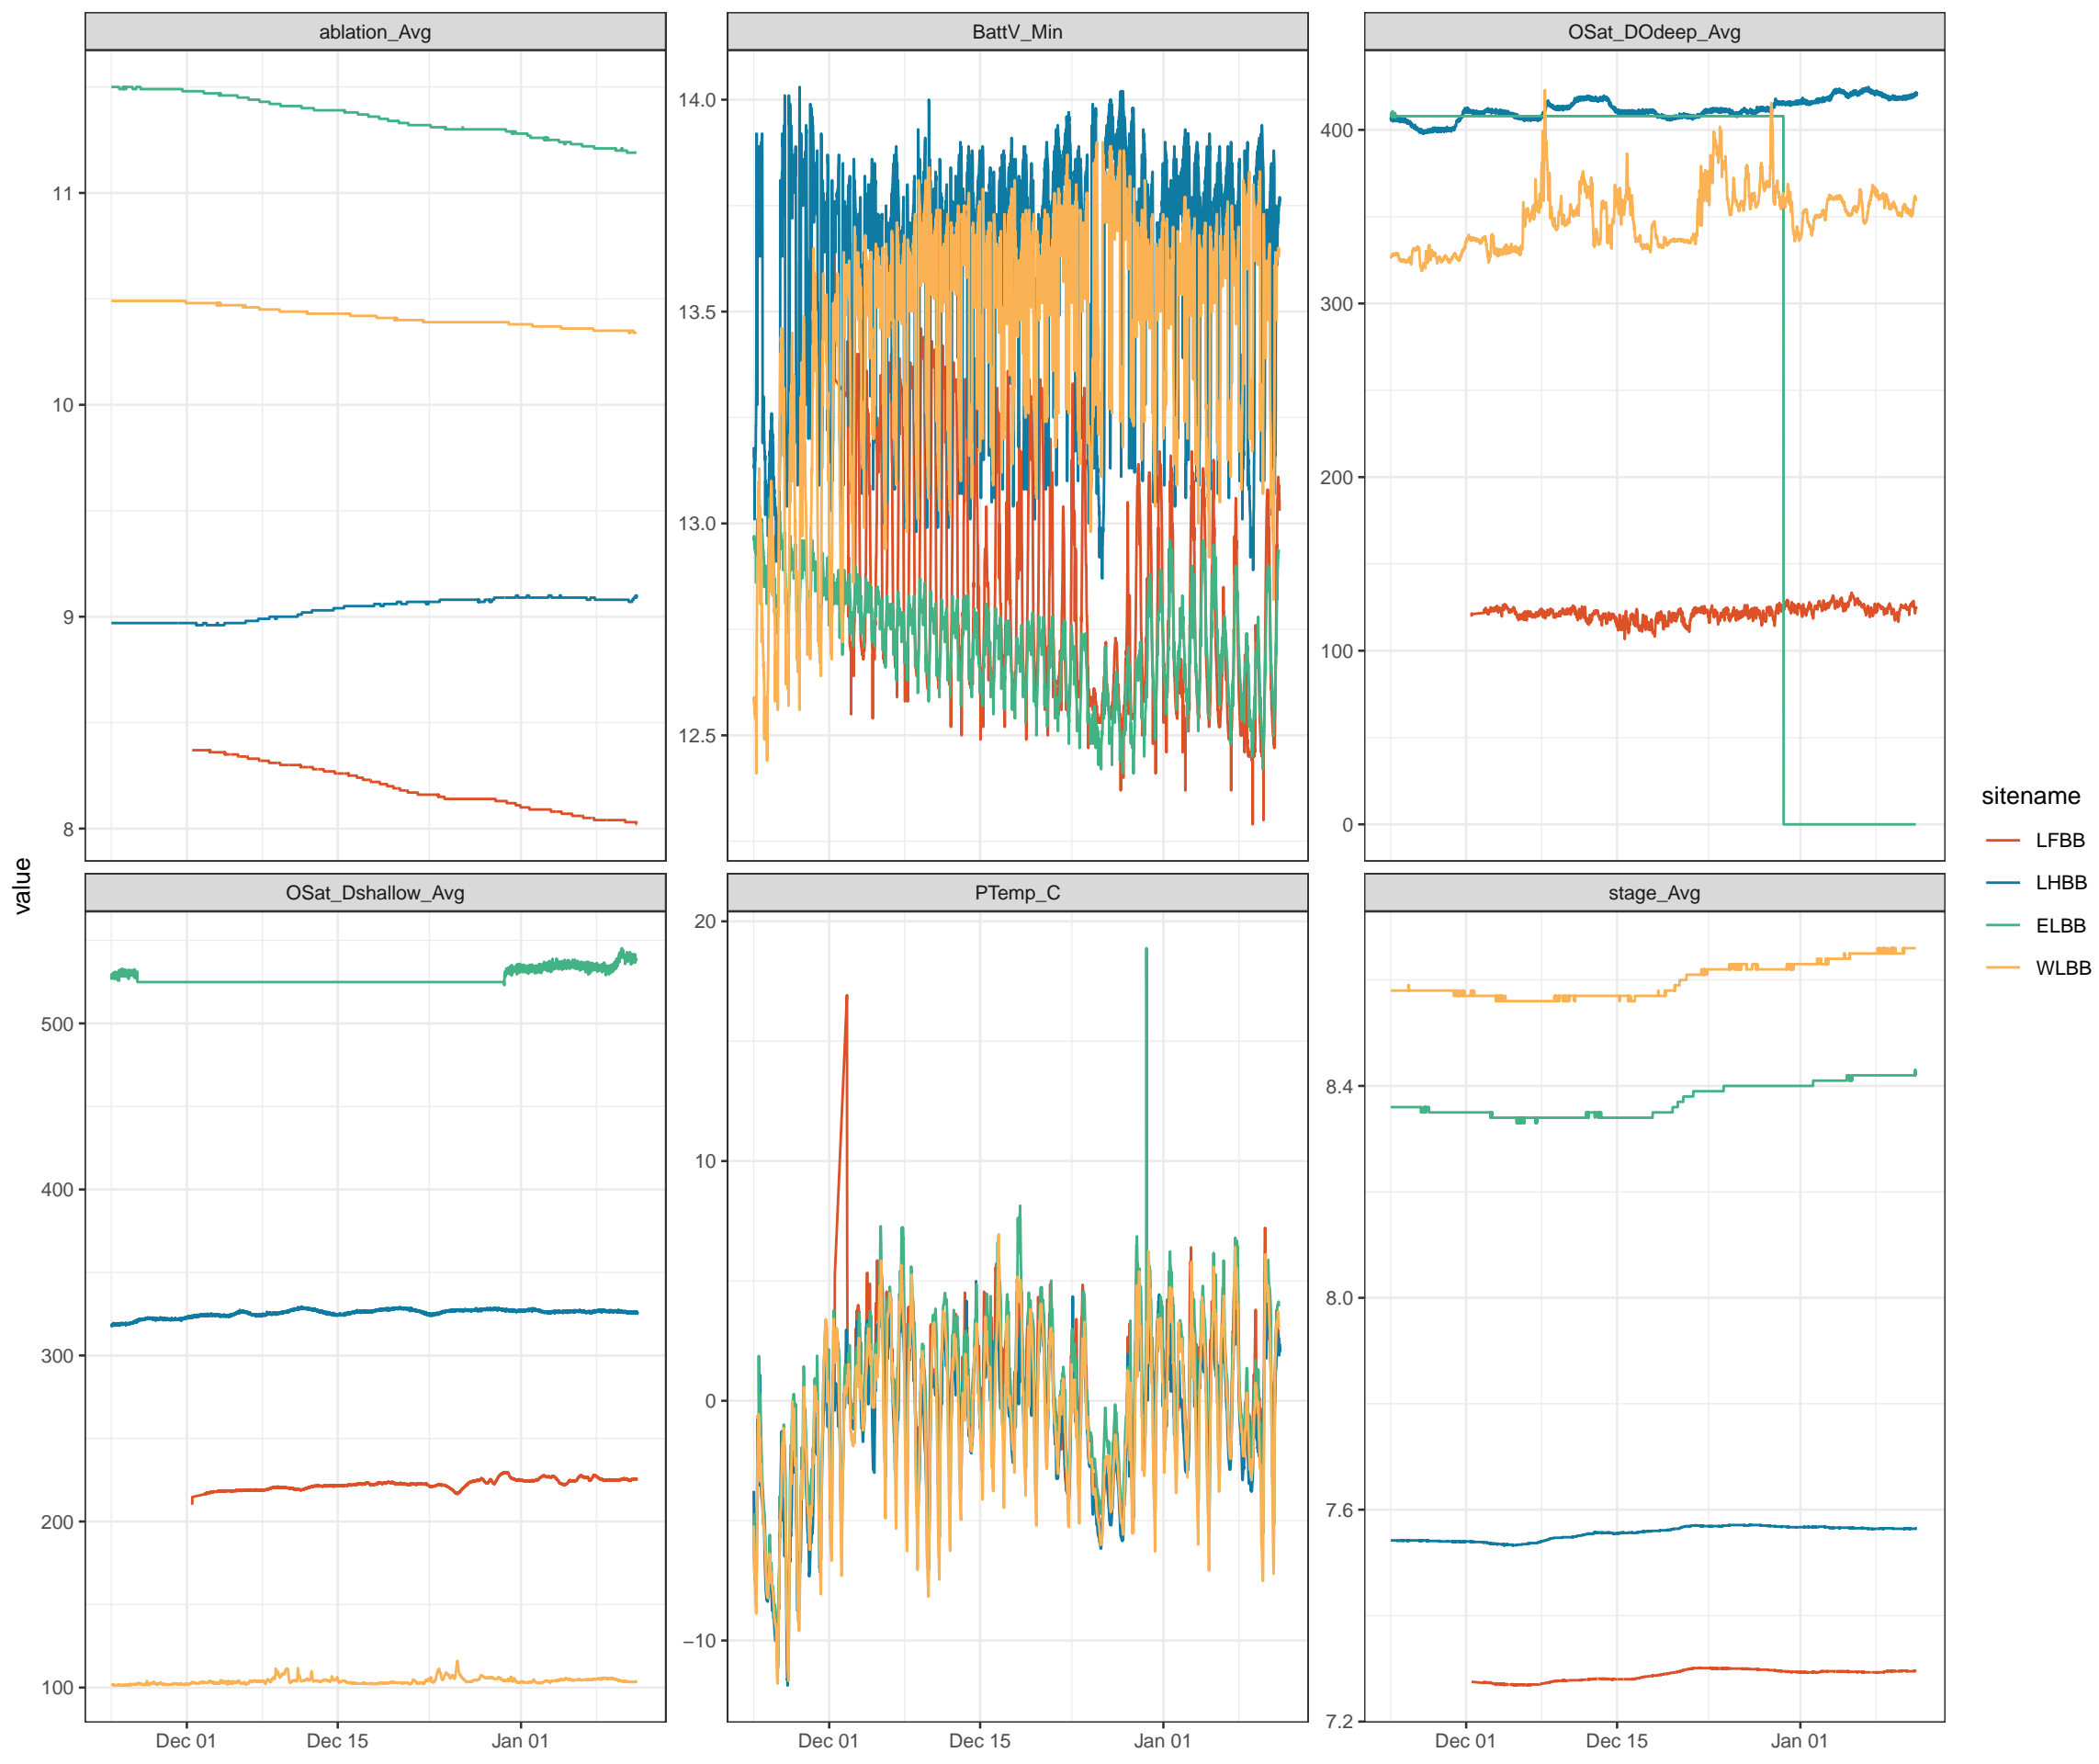 ablation_Avg
BattV_Min
OSat_DOdeep_Avg
11
10
9
8
14.0
13.5
13.0
12.5
400
300
200
100
0
value
OSat_Dshallow_Avg
PTemp_C
stage_Avg
500
400
300
200
100
20
10
0
−10
8.4
8.0
7.6
7.2
Dec 01 Dec 15 Jan 01
Dec 01 Dec 15 Jan 01
Dec 01 Dec 15 Jan 01
sitename
LFBB
LHBB
ELBB
WLBB